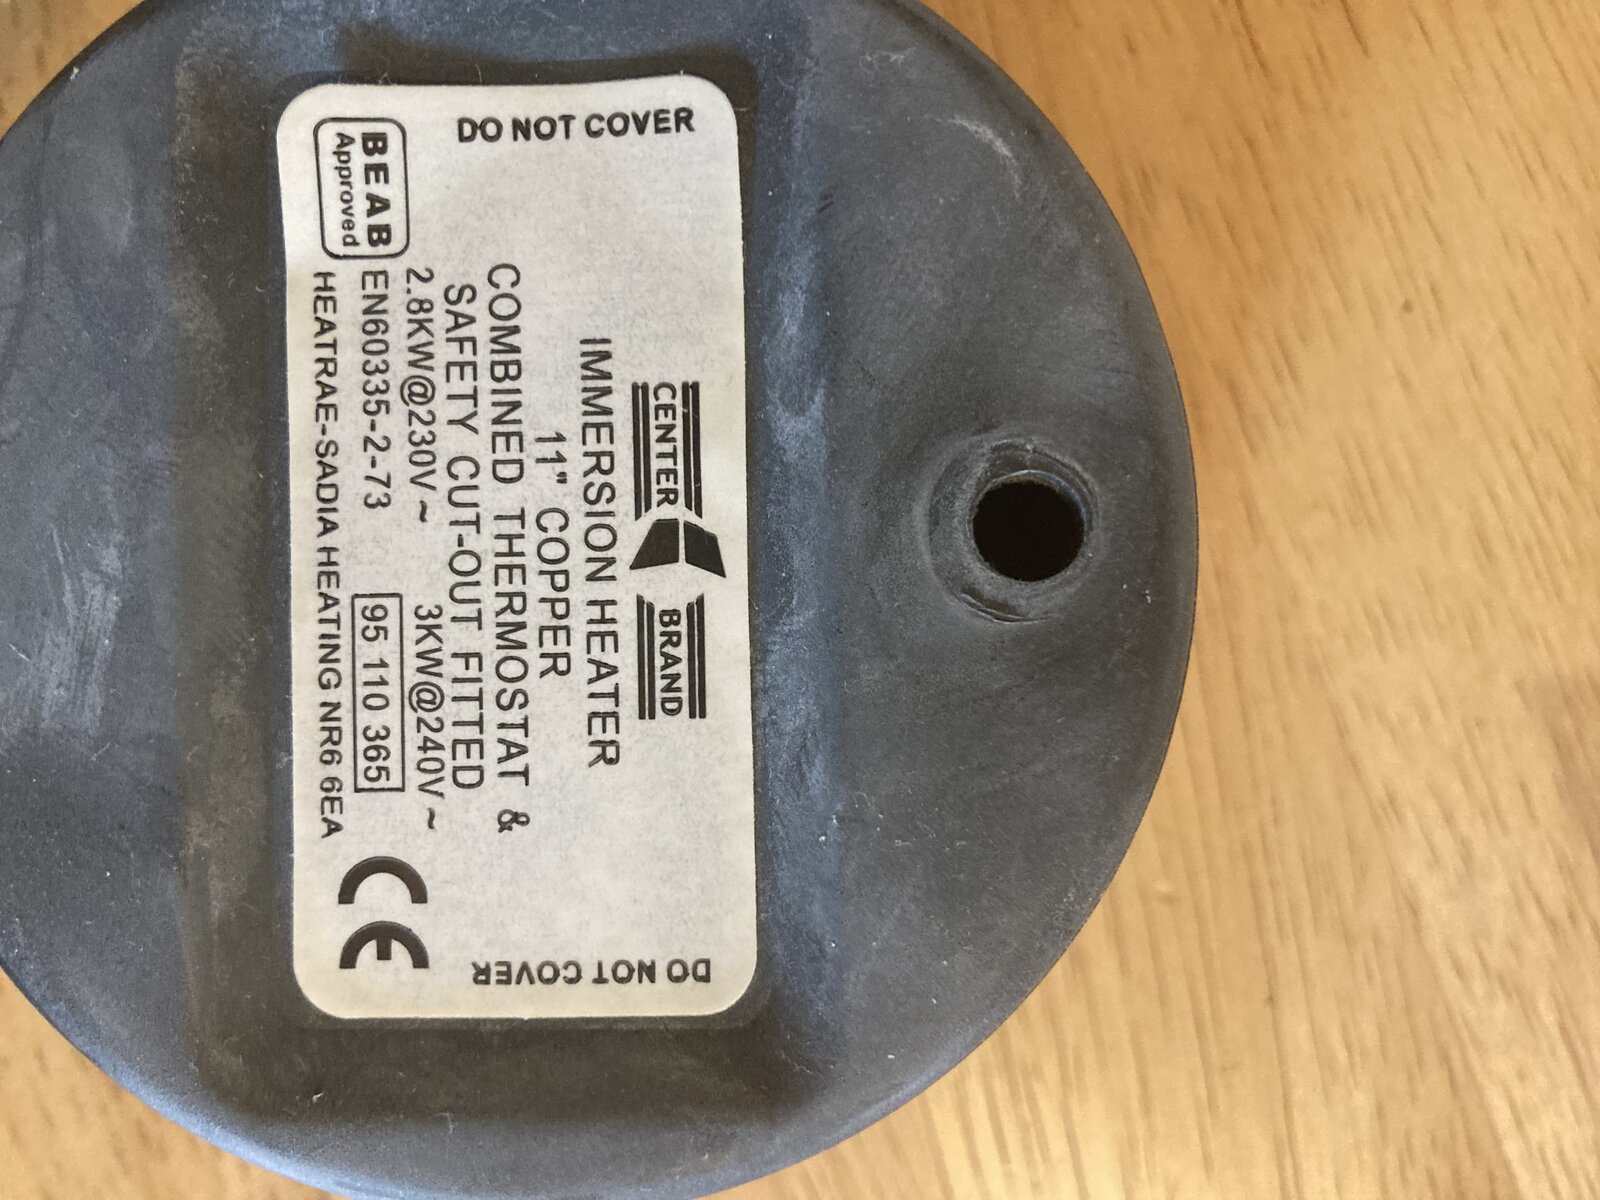 DO NOT COVER
CENTER BRAND
IMMERSION HEATER
11" COPPER
COMBINED THERMOSTAT &
SAFETY CUT-OUT FITTED
2.8KW@230V~ 3KW@240V~
BEAB
Approved
EN60335-2-73 95 110 365
HEATRAE-SADIA HEATING NR6 6EA
CE
DO NOT COVER